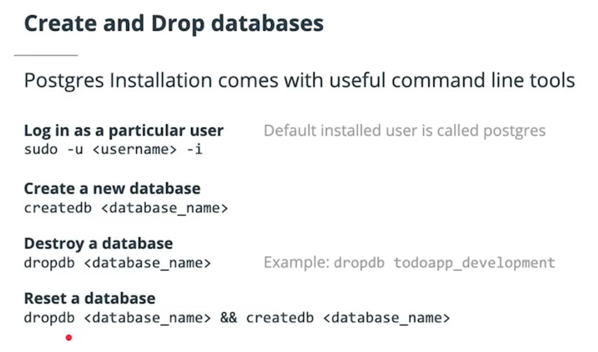 Create and Drop databases
Postgres Installation comes with useful command line tools
Log in as a particular user Default installed user is called postgres
sudo -u <username> -i
Create a new database
createdb <database_name>
Destroy a database
dropdb <database_name> Example: dropdb todoapp_development
Reset a database
dropdb <database_name> && createdb <database_name>